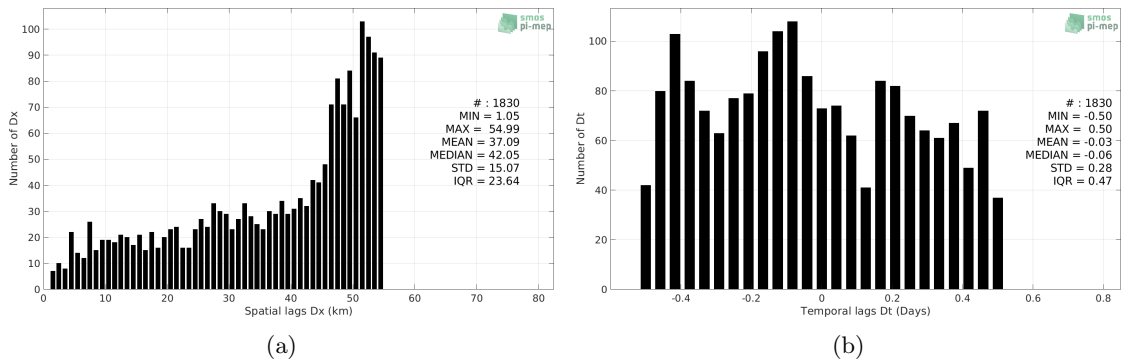 smos
pi-mep
100
90
80
70
60
50
40
30
20
10
0
Number of Dx
# : 1830
MIN = 1.05
MAX = 54.99
MEAN = 37.09
MEDIAN = 42.05
STD = 15.07
IQR = 23.64
0 10 20 30 40 50 60 70 80
Spatial lags Dx (km)
(a)
smos
pi-mep
100
80
60
40
20
0
Number of Dt
# : 1830
MIN = -0.50
MAX = 0.50
MEAN = -0.03
MEDIAN = -0.06
STD = 0.28
IQR = 0.47
-0.4 -0.2 0 0.2 0.4 0.6 0.8
Temporal lags Dt (Days)
(b)